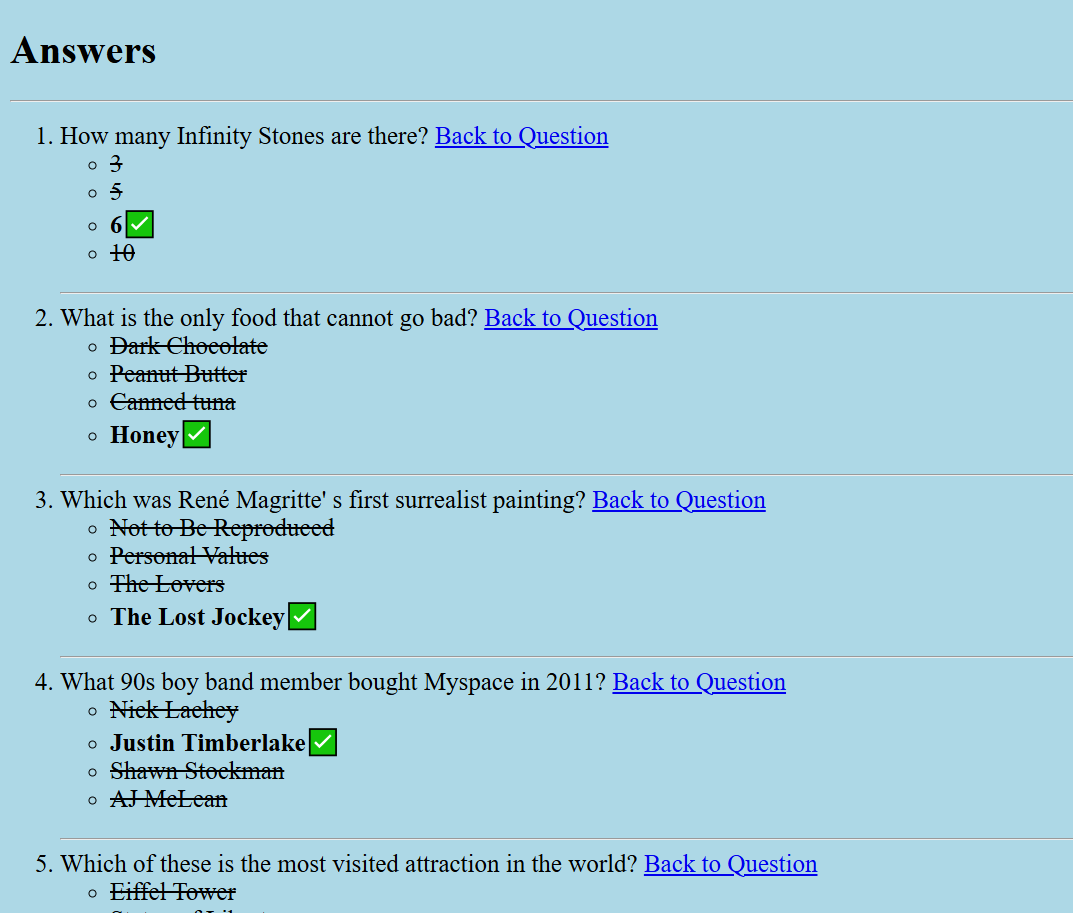 Answers
1. How many Infinity Stones are there? Back to Question
3
5
6✅
10
2. What is the only food that cannot go bad? Back to Question
Dark Chocolate
Peanut Butter
Canned tuna
Honey✅
3. Which was René Magritte' s first surrealist painting? Back to Question
Not to Be Reproduced
Personal Values
The Lovers
The Lost Jockey✅
4. What 90s boy band member bought Myspace in 2011? Back to Question
Nick Lachey
Justin Timberlake✅
Shawn Stockman
AJ McLean
5. Which of these is the most visited attraction in the world? Back to Question
Eiffel Tower